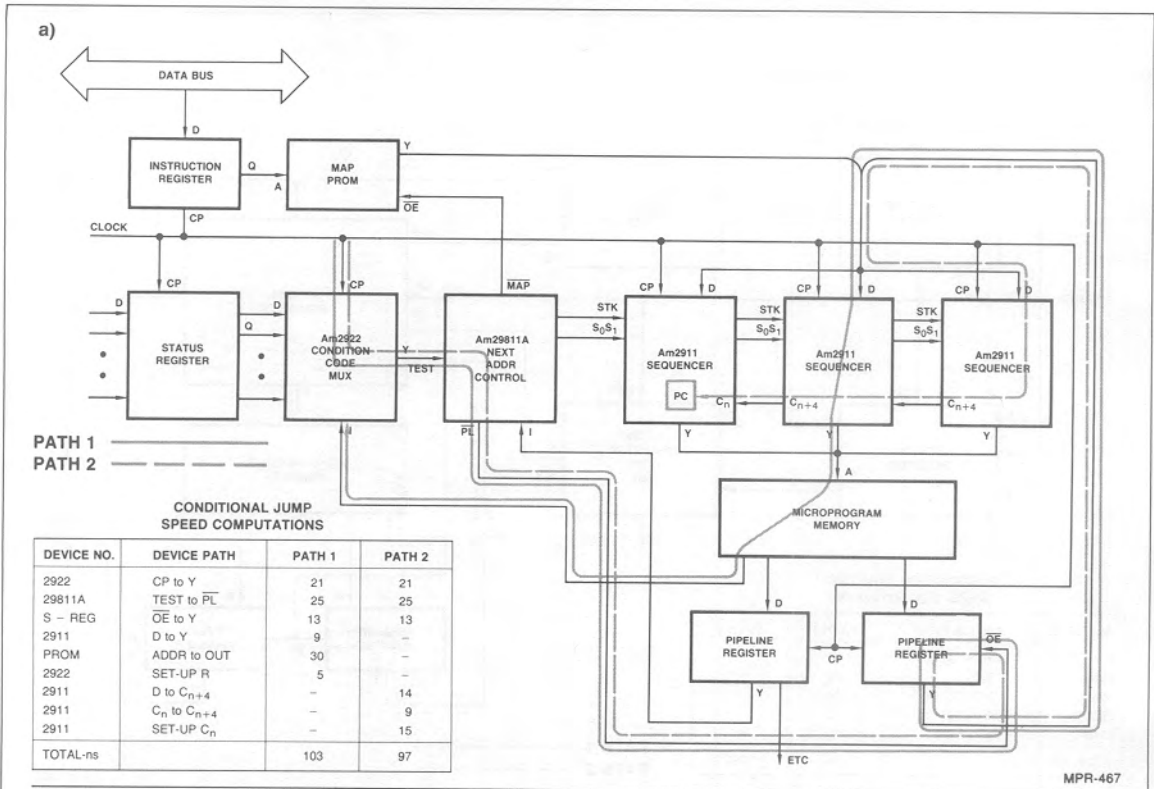 a)
DATA BUS
D
INSTRUCTION
REGISTER
Q
A
MAP
PROM
Y
OE
CP
CLOCK
MAP
CP
CP
CP
D
CP
D
CP
D
D
STATUS
REGISTER
D
Q
Am2922
CONDITION
CODE
MUX
Y
TEST
Am29811A
NEXT
ADDR
CONTROL
STK
S0S1
Am2911
SEQUENCER
PC
Cn
STK
S0S1
Am2911
SEQUENCER
Cn+4
STK
S0S1
Am2911
SEQUENCER
Cn+4
I
PL
I
Y
Y
Y
A
PATH 1
PATH 2
MICROPROGRAM
MEMORY
D
D
PIPELINE
REGISTER
CP
PIPELINE
REGISTER
OE
Y
Y
ETC
CONDITIONAL JUMP
SPEED COMPUTATIONS
DEVICE NO. DEVICE PATH PATH 1 PATH 2
2922 CP to Y 21 21
29811A TEST to PL 25 25
S – REG OE to Y 13 13
2911 D to Y 9 –
PROM ADDR to OUT 30 –
2922 SET-UP R 5 –
2911 D to Cn+4 – 14
2911 Cn to Cn+4 – 9
2911 SET-UP Cn – 15
TOTAL-ns 103 97
MPR-467